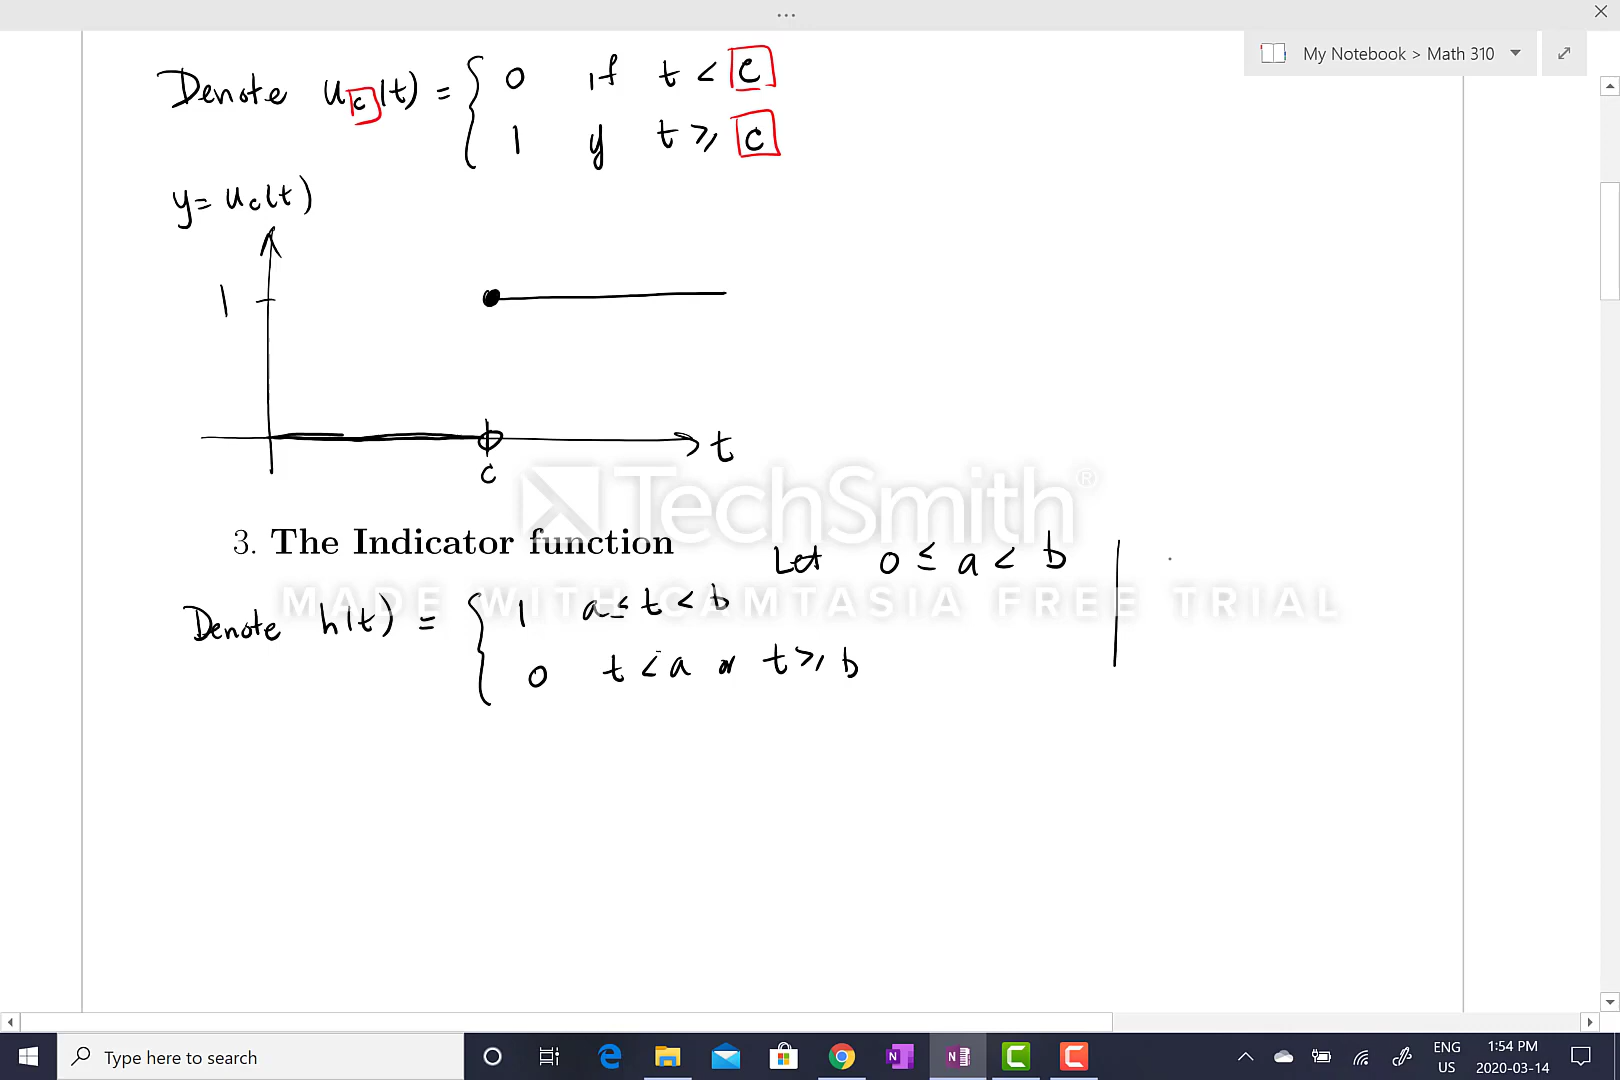 My Notebook > Math 310
Denote u_c(t) = { 0 if t < c
1 if t ≥ c
y = u_c(t)
1
t
c
TechSmith®
3. The Indicator function
Let 0 ≤ a < b
MADE WITH CAMTASIA FREE TRIAL
Denote h(t) = { 1 a ≤ t < b
0 t < a or t ≥ b
Type here to search
ENG
US
1:54 PM
2020-03-14